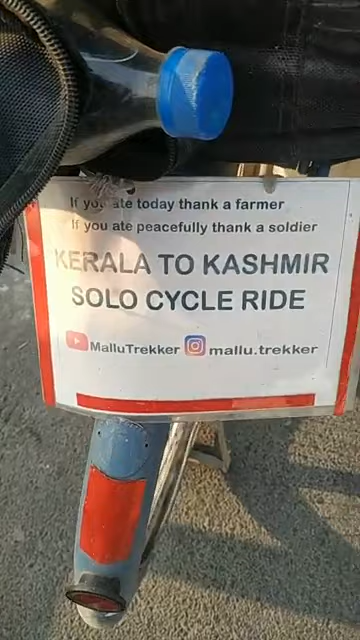 If you ate today thank a farmer
If you ate peacefully thank a soldier
KERALA TO KASHMIR
SOLO CYCLE RIDE
MalluTrekker mallu.trekker